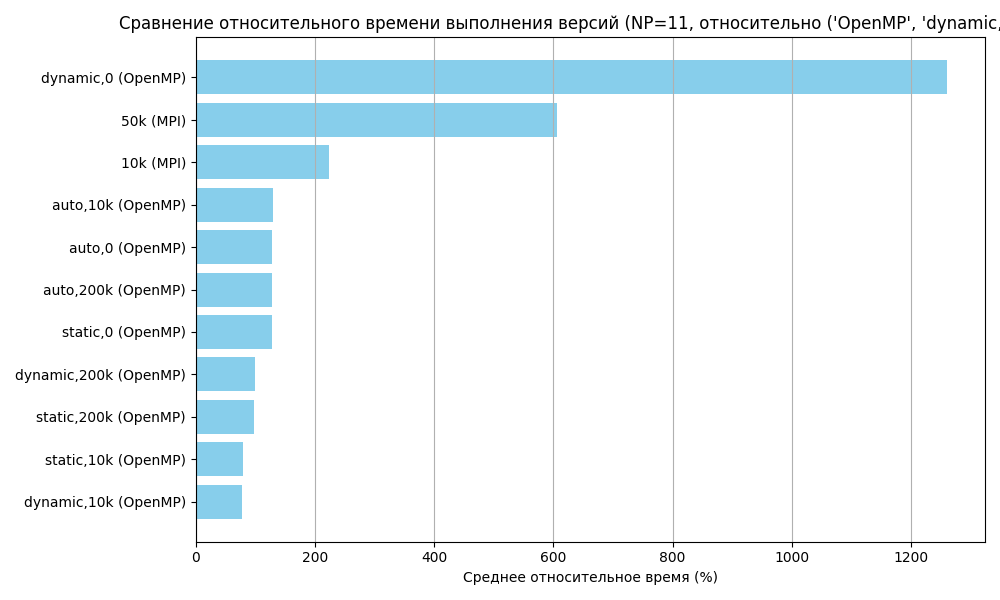 Сравнение относительного времени выполнения версий (NP=11, относительно ('OpenMP', 'dynamic,
dynamic,0 (OpenMP)
50k (MPI)
10k (MPI)
auto,10k (OpenMP)
auto,0 (OpenMP)
auto,200k (OpenMP)
static,0 (OpenMP)
dynamic,200k (OpenMP)
static,200k (OpenMP)
static,10k (OpenMP)
dynamic,10k (OpenMP)
0 200 400 600 800 1000 1200
Среднее относительное время (%)